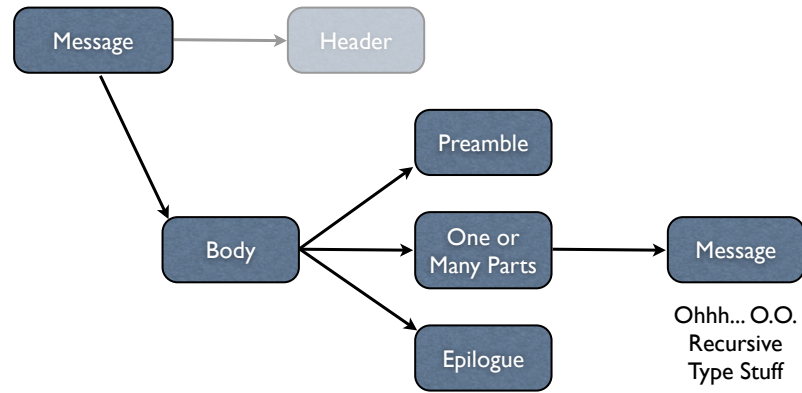 Message
Header
Preamble
Body
One or
Many Parts
Message
Epilogue
Ohhh... O.O.
Recursive
Type Stuff